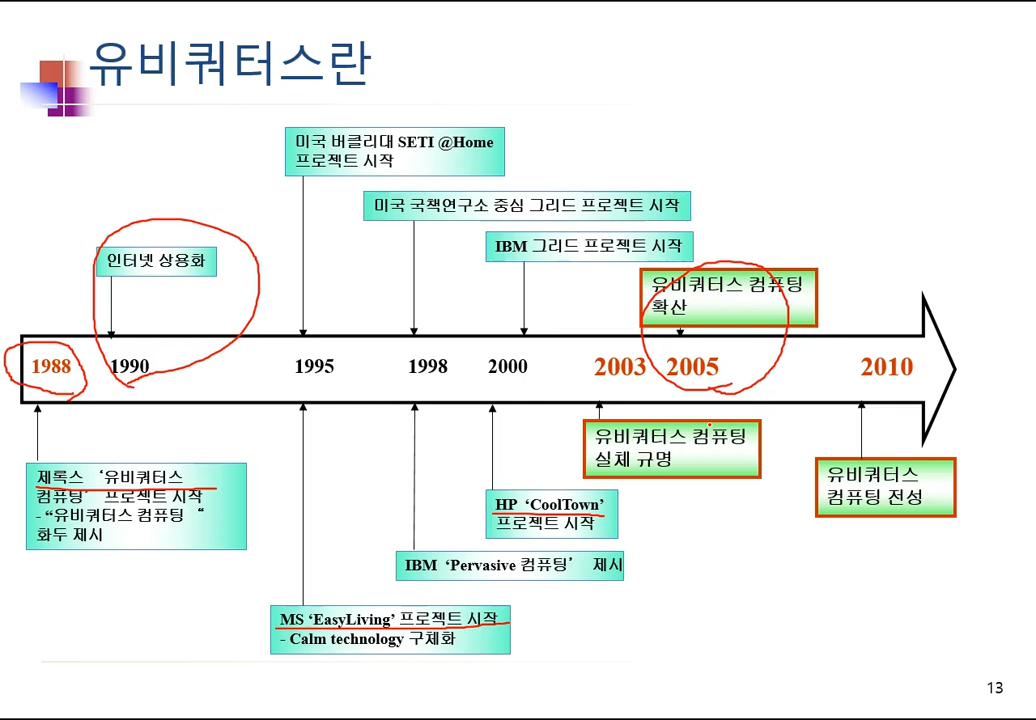 유비쿼터스란
미국 버클리대 SETI @Home
프로젝트 시작
미국 국책연구소 중심 그리드 프로젝트 시작
IBM 그리드 프로젝트 시작
인터넷 상용화
유비쿼터스 컴퓨팅
확산
1988 1990 1995 1998 2000 2003 2005 2010
유비쿼터스 컴퓨팅
실체 규명
유비쿼터스
컴퓨팅 전성
제록스 ‘유비쿼터스
컴퓨팅’ 프로젝트 시작
- “유비쿼터스 컴퓨팅 “
화두 제시
HP ‘CoolTown’
프로젝트 시작
IBM ‘Pervasive 컴퓨팅’ 제시
MS ‘EasyLiving’ 프로젝트 시작
- Calm technology 구체화
13